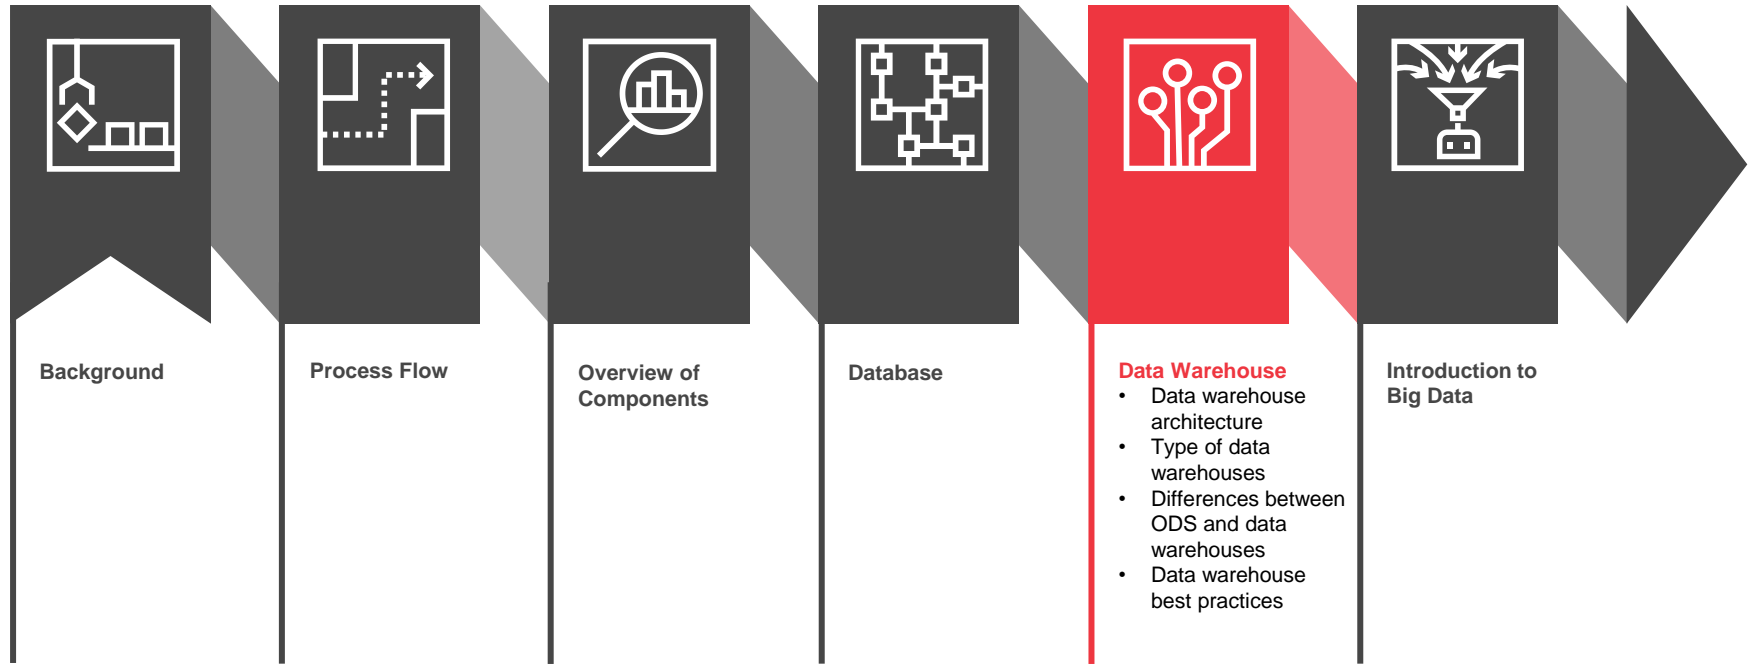 Background
Process Flow
Overview of
Components
Database
Data Warehouse
• Data warehouse
architecture
• Type of data
warehouses
• Differences between
ODS and data
warehouses
• Data warehouse
best practices
Introduction to
Big Data